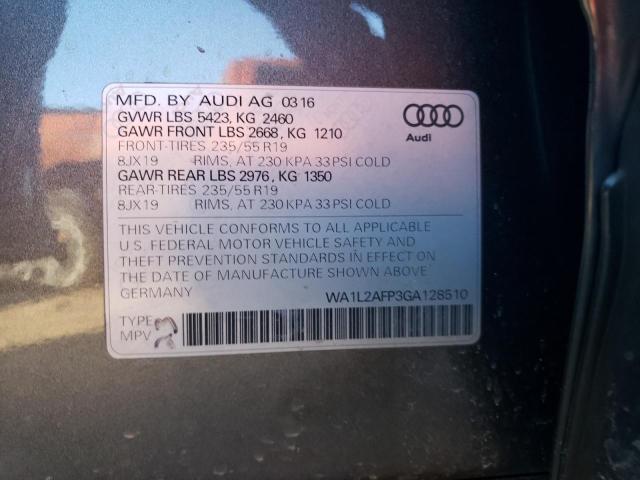 MFD. BY AUDI AG 03 16
GVWR LBS 5423, KG 2460
GAWR FRONT LBS 2668, KG 1210
FRONT-TIRES 235/55 R19
8JX19 RIMS, AT 230 KPA 33 PSI COLD
GAWR REAR LBS 2976, KG 1350
REAR-TIRES 235/55 R19
8JX19 RIMS, AT 230 KPA 33 PSI COLD
Audi
THIS VEHICLE CONFORMS TO ALL APPLICABLE
U.S. FEDERAL MOTOR VEHICLE SAFETY AND
THEFT PREVENTION STANDARDS IN EFFECT ON
THE DATE OF MANUFACTURE SHOWN ABOVE.
GERMANY WA1L2AFP3GA128510
TYPE
MPV